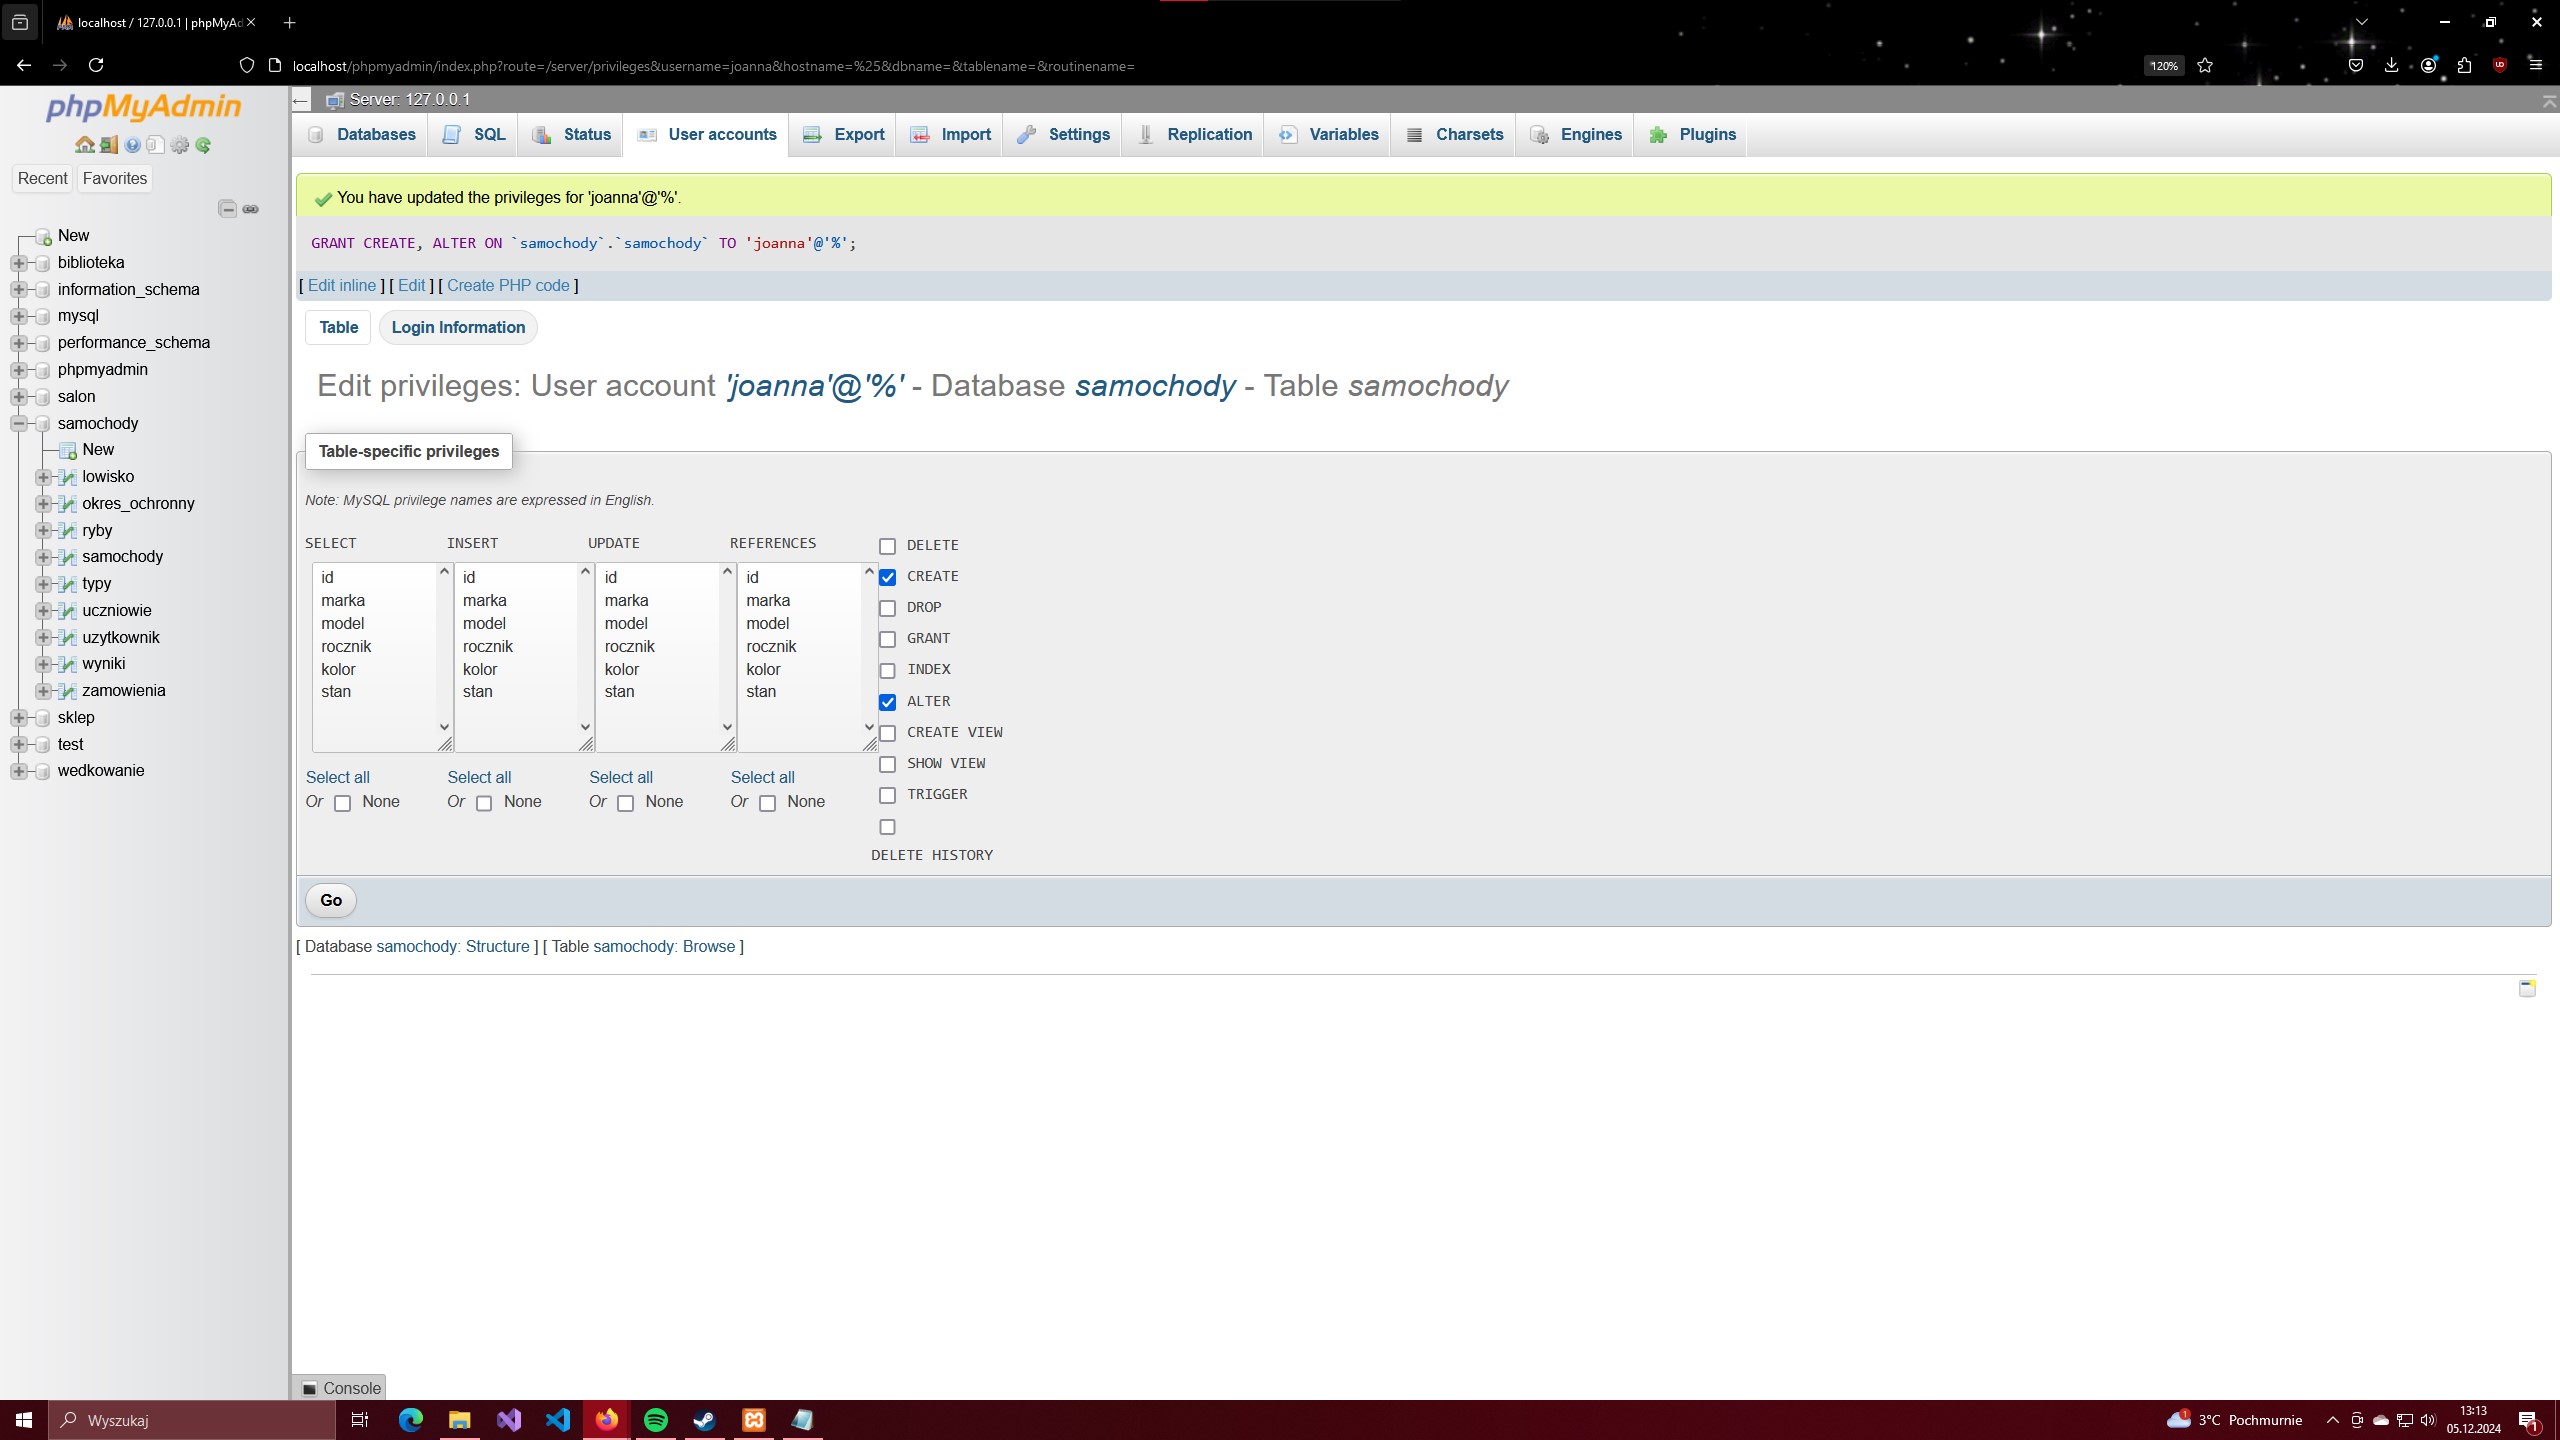 localhost / 127.0.0.1 | phpMyAd
localhost/phpmyadmin/index.php?route=/server/privileges&username=joanna&hostname=%25&dbname=&tablename=&routinename=
120%
phpMyAdmin
Recent Favorites
New
biblioteka
information_schema
mysql
performance_schema
phpmyadmin
salon
samochody
New
lowisko
okres_ochronny
ryby
samochody
typy
uczniowie
uzytkownik
wyniki
zamowienia
sklep
test
wedkowanie
Server: 127.0.0.1
Databases SQL Status User accounts Export Import Settings Replication Variables Charsets Engines Plugins
You have updated the privileges for 'joanna'@'%'.
GRANT CREATE, ALTER ON `samochody`.`samochody` TO 'joanna'@'%';
[ Edit inline ] [ Edit ] [ Create PHP code ]
Table Login Information
Edit privileges: User account 'joanna'@'%' - Database samochody - Table samochody
Table-specific privileges
Note: MySQL privilege names are expressed in English.
SELECT
id
marka
model
rocznik
kolor
stan
Select all
Or None
INSERT
id
marka
model
rocznik
kolor
stan
Select all
Or None
UPDATE
id
marka
model
rocznik
kolor
stan
Select all
Or None
REFERENCES
id
marka
model
rocznik
kolor
stan
Select all
Or None
DELETE
CREATE
DROP
GRANT
INDEX
ALTER
CREATE VIEW
SHOW VIEW
TRIGGER
DELETE HISTORY
Go
[ Database samochody: Structure ] [ Table samochody: Browse ]
Console
Wyszukaj
3°C Pochmurnie
13:13
05.12.2024
1
1